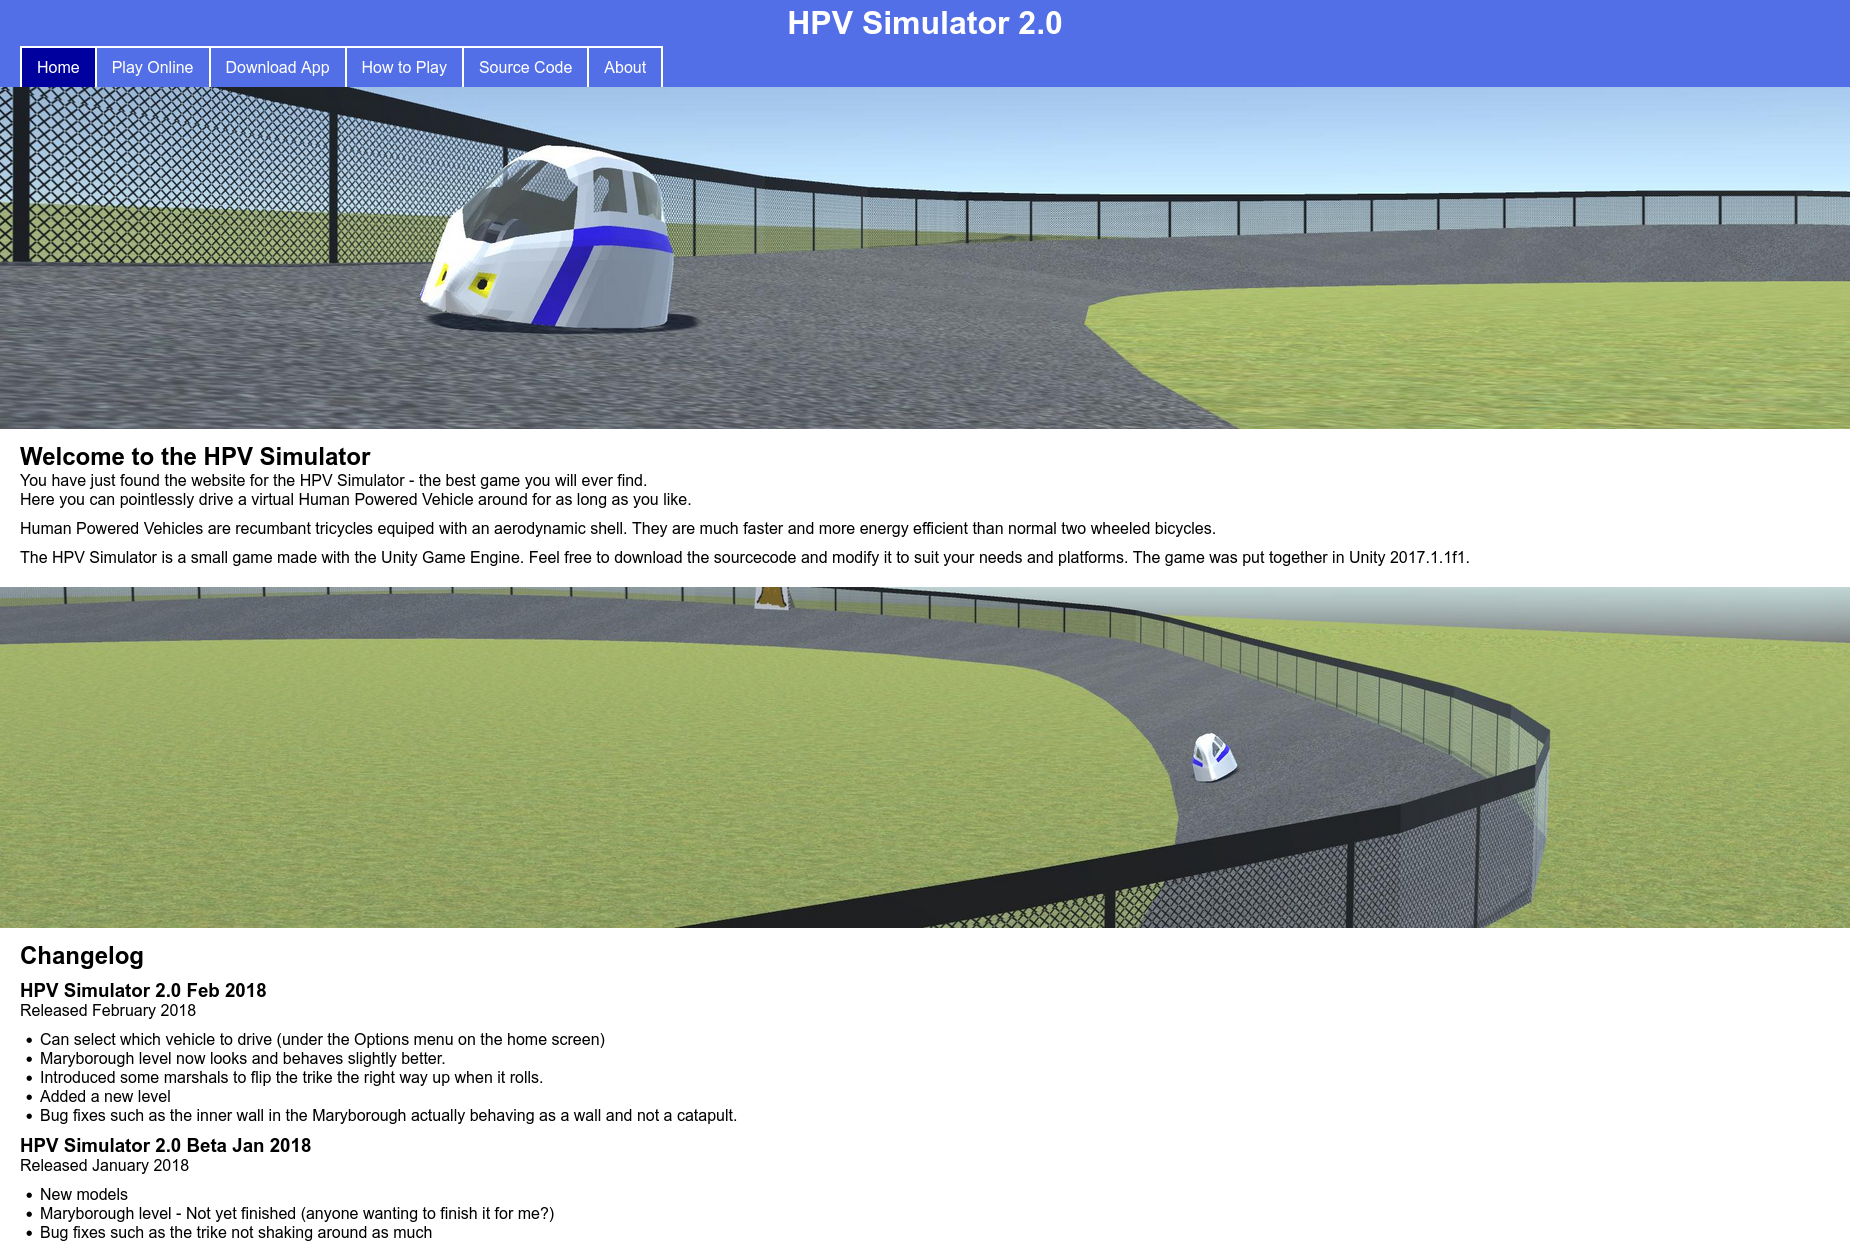 HPV Simulator 2.0
Home
Play Online
Download App
How to Play
Source Code
About
Welcome to the HPV Simulator
You have just found the website for the HPV Simulator - the best game you will ever find.
Here you can pointlessly drive a virtual Human Powered Vehicle around for as long as you like.
Human Powered Vehicles are recumbant tricycles equiped with an aerodynamic shell. They are much faster and more energy efficient than normal two wheeled bicycles.
The HPV Simulator is a small game made with the Unity Game Engine. Feel free to download the sourcecode and modify it to suit your needs and platforms. The game was put together in Unity 2017.1.1f1.
Changelog
HPV Simulator 2.0 Feb 2018
Released February 2018
• Can select which vehicle to drive (under the Options menu on the home screen)
• Maryborough level now looks and behaves slightly better.
• Introduced some marshals to flip the trike the right way up when it rolls.
• Added a new level
• Bug fixes such as the inner wall in the Maryborough actually behaving as a wall and not a catapult.
HPV Simulator 2.0 Beta Jan 2018
Released January 2018
• New models
• Maryborough level - Not yet finished (anyone wanting to finish it for me?)
• Bug fixes such as the trike not shaking around as much